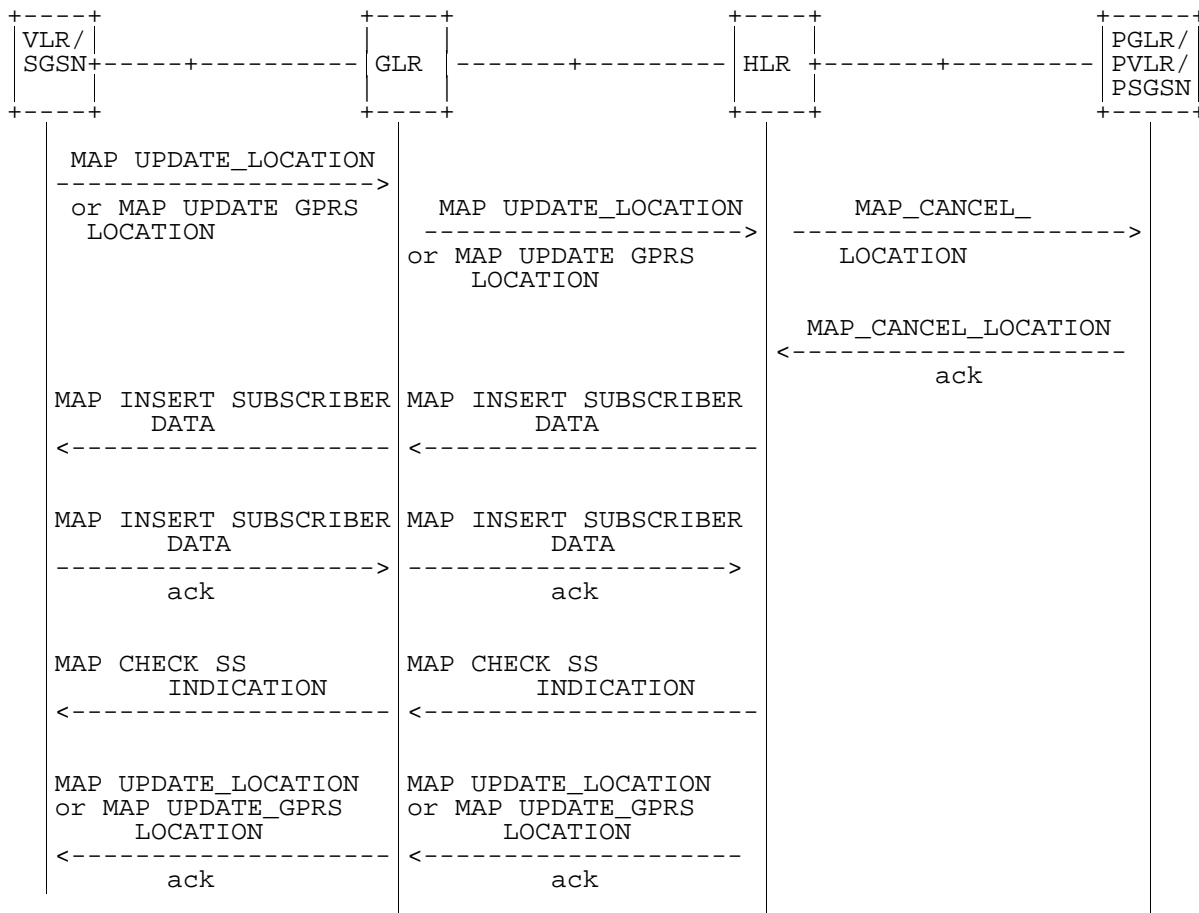 VLR/
SGSN
GLR
HLR
PGLR/
PVLR/
PSGSN
MAP UPDATE_LOCATION
or MAP UPDATE GPRS
LOCATION
MAP UPDATE_LOCATION
or MAP UPDATE GPRS
LOCATION
MAP_CANCEL_
LOCATION
MAP_CANCEL_LOCATION
ack
MAP INSERT SUBSCRIBER
DATA
MAP INSERT SUBSCRIBER
DATA
MAP INSERT SUBSCRIBER
DATA
ack
MAP INSERT SUBSCRIBER
DATA
ack
MAP CHECK SS
INDICATION
MAP CHECK SS
INDICATION
MAP UPDATE_LOCATION
or MAP UPDATE_GPRS
LOCATION
ack
MAP UPDATE_LOCATION
or MAP UPDATE_GPRS
LOCATION
ack